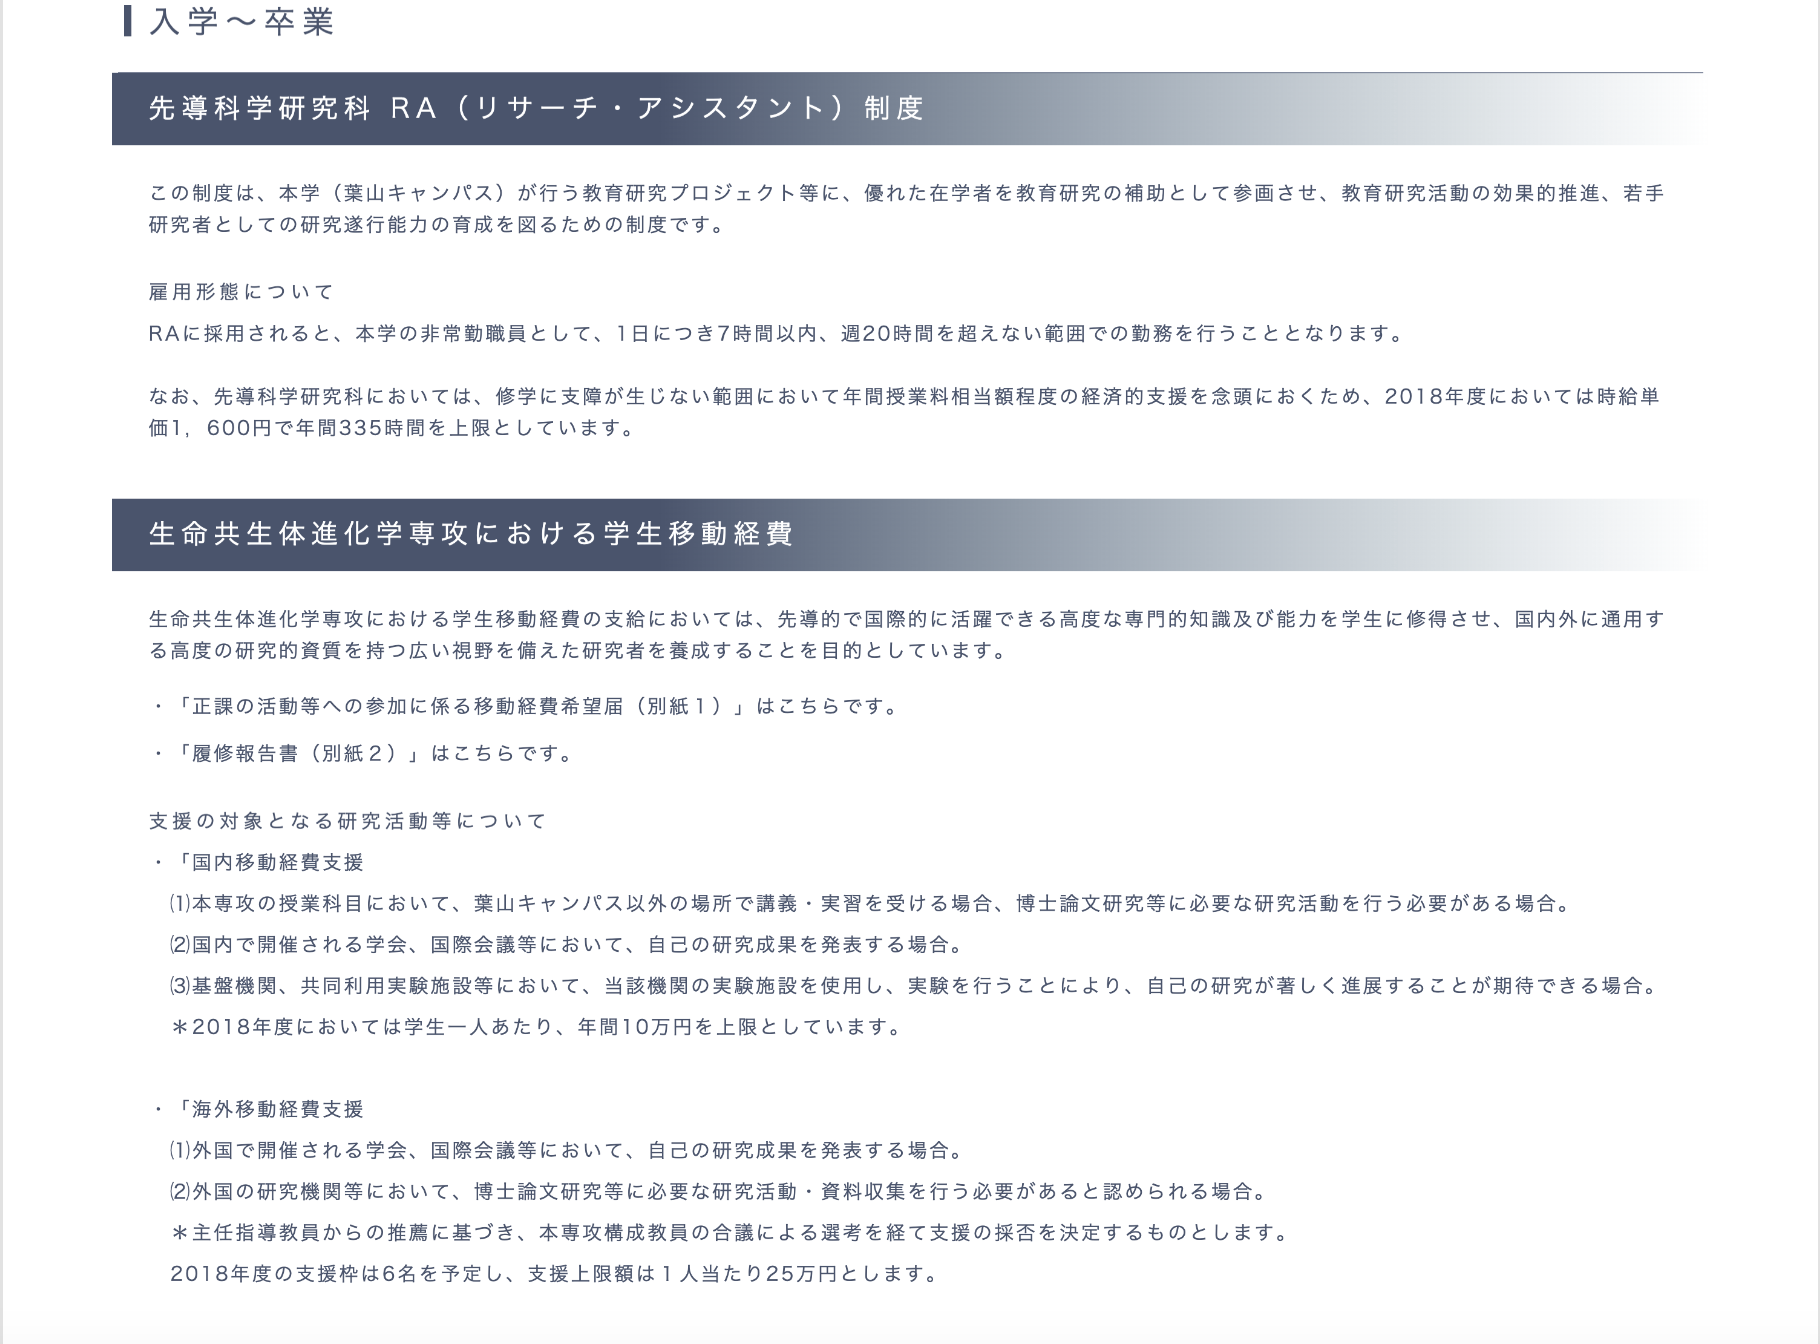 入学〜卒業
先導科学研究科 RA（リサーチ・アシスタント）制度
この制度は、本学（葉山キャンパス）が行う教育研究プロジェクト等に、優れた在学者を教育研究の補助として参画させ、教育研究活動の効果的推進、若手
研究者としての研究遂行能力の育成を図るための制度です。
雇用形態について
RAに採用されると、本学の非常勤職員として、1日につき7時間以内、週20時間を超えない範囲での勤務を行うこととなります。
なお、先導科学研究科においては、修学に支障が生じない範囲において年間授業料相当額程度の経済的支援を念頭におくため、2018年度においては時給単
価1，600円で年間335時間を上限としています。
生命共生体進化学専攻における学生移動経費
生命共生体進化学専攻における学生移動経費の支給においては、先導的で国際的に活躍できる高度な専門的知識及び能力を学生に修得させ、国内外に通用す
る高度の研究的資質を持つ広い視野を備えた研究者を養成することを目的としています。
・「正課の活動等への参加に係る移動経費希望届（別紙１）」はこちらです。
・「履修報告書（別紙２）」はこちらです。
支援の対象となる研究活動等について
・「国内移動経費支援
⑴本専攻の授業科目において、葉山キャンパス以外の場所で講義・実習を受ける場合、博士論文研究等に必要な研究活動を行う必要がある場合。
⑵国内で開催される学会、国際会議等において、自己の研究成果を発表する場合。
⑶基盤機関、共同利用実験施設等において、当該機関の実験施設を使用し、実験を行うことにより、自己の研究が著しく進展することが期待できる場合。
＊2018年度においては学生一人あたり、年間10万円を上限としています。
・「海外移動経費支援
⑴外国で開催される学会、国際会議等において、自己の研究成果を発表する場合。
⑵外国の研究機関等において、博士論文研究等に必要な研究活動・資料収集を行う必要があると認められる場合。
＊主任指導教員からの推薦に基づき、本専攻構成教員の合議による選考を経て支援の採否を決定するものとします。
2018年度の支援枠は6名を予定し、支援上限額は１人当たり25万円とします。